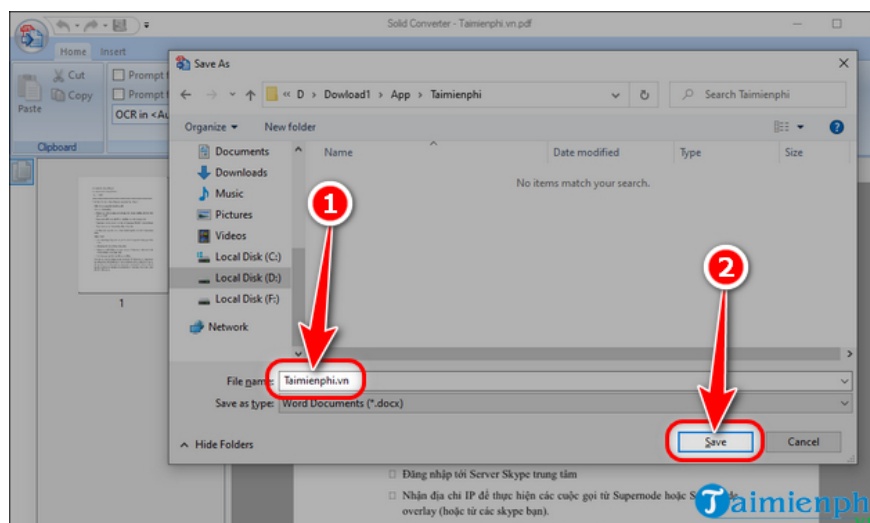 Solid Converter - Taimienphi.vn.pdf
Home Insert
Cut
Copy
Paste
Prompt
Prompt
OCR in <Au
Clipboard
Save As
« D › Dowload1 › App › Taimienphi
Search Taimienphi
Organize
New folder
Name
Date modified
Type
Size
Documents
Downloads
Music
Pictures
Videos
Local Disk (C:)
Local Disk (D:)
Local Disk (F:)
Network
No items match your search.
1
2
1
File name: Taimienphi.vn
Save as type: Word Documents (*.docx)
Hide Folders
Save
Cancel
Đăng nhập tới Server Skype trung tâm
Nhận địa chỉ IP để thực hiện các cuộc gọi từ Supernode hoặc
overlay (hoặc từ các skype bạn).
Taimienph